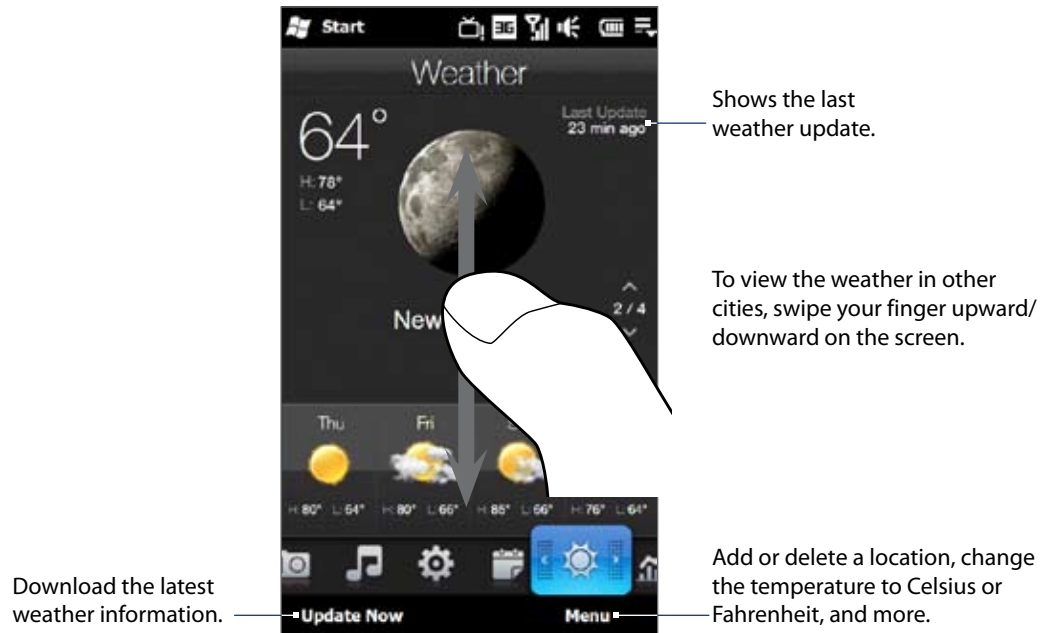 Start
3G
Weather
64°
H: 78°
L: 64°
Last Update
23 min ago
Shows the last
weather update.
To view the weather in other
cities, swipe your finger upward/
downward on the screen.
2 / 4
New
Thu Fri
H: 80° L: 64° H: 80° L: 66° H: 85° L: 66° H: 76° L: 64°
Update Now Menu
Download the latest
weather information.
Add or delete a location, change
the temperature to Celsius or
Fahrenheit, and more.